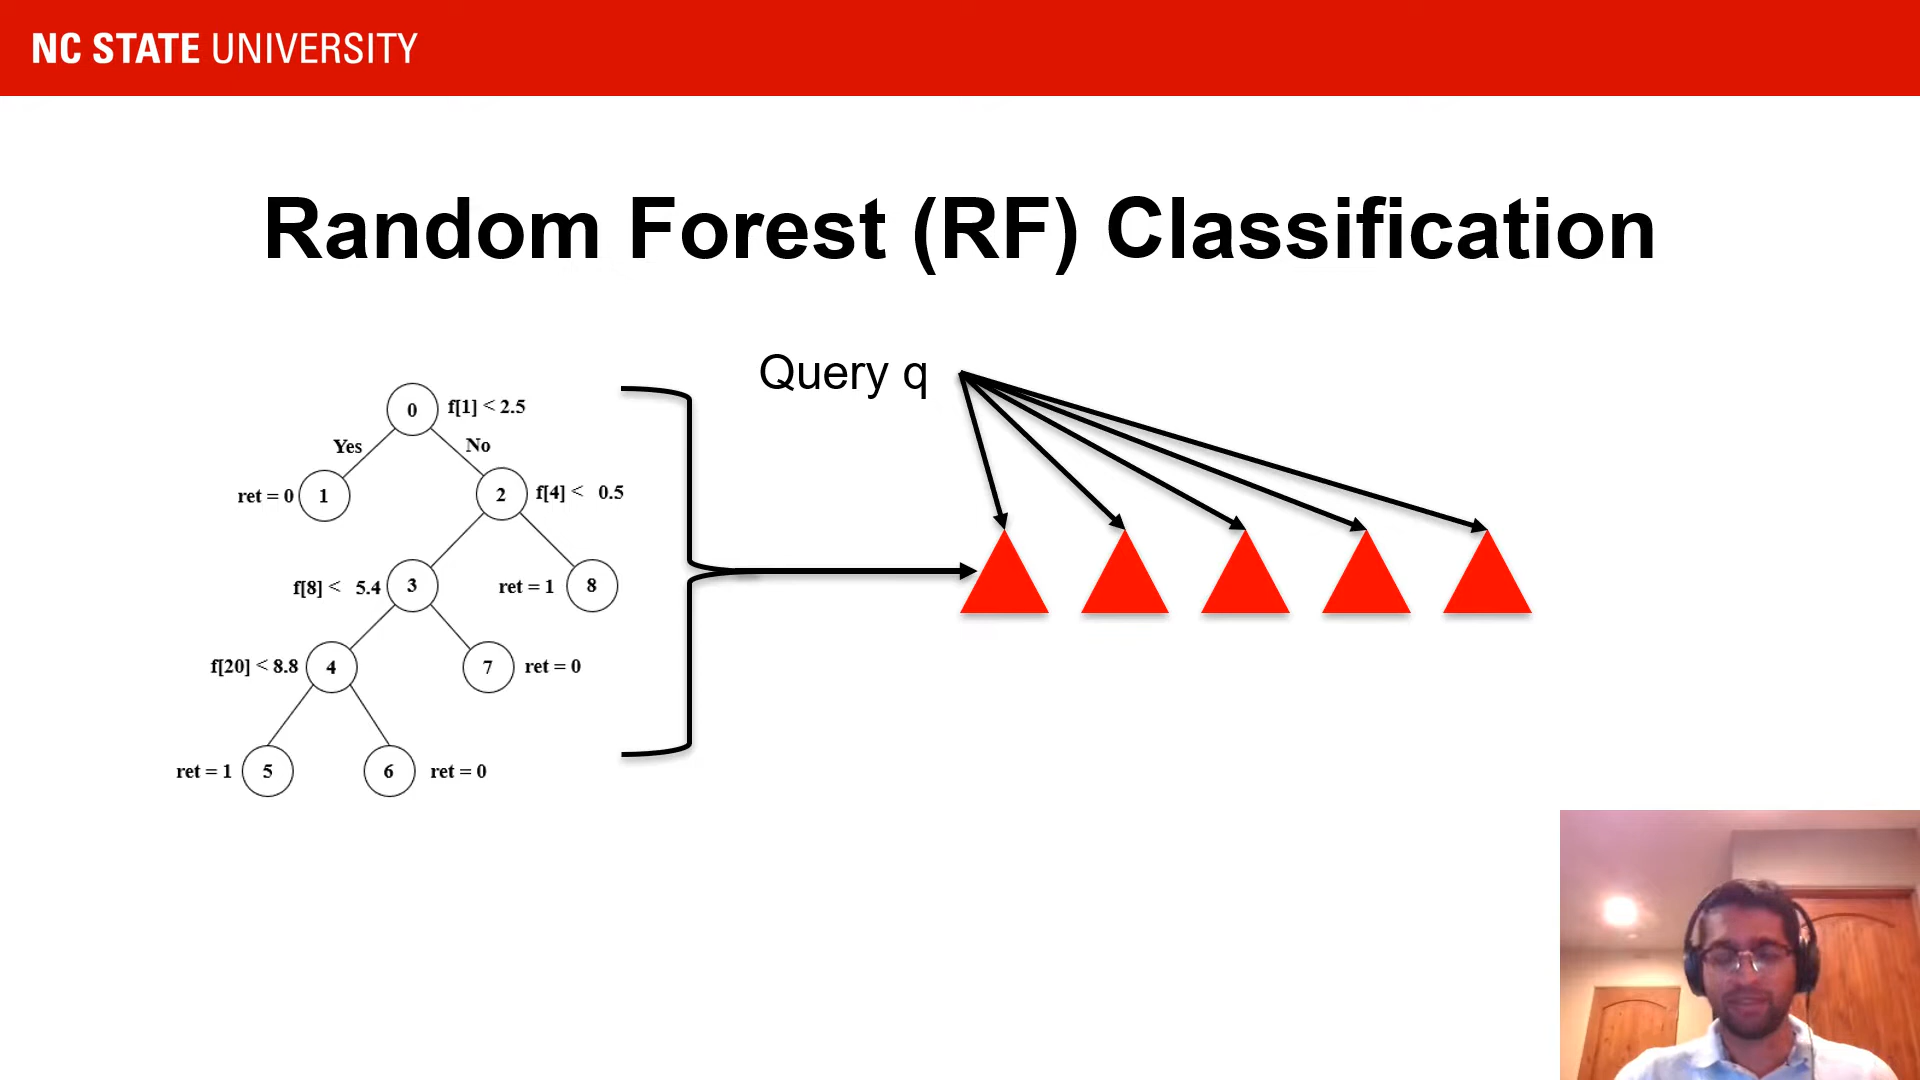 NC STATE UNIVERSITY
Random Forest (RF) Classification
Query q
0 f[1] < 2.5
Yes No
ret = 0 1 2 f[4] < 0.5
f[8] < 5.4 3 ret = 1 8
f[20] < 8.8 4 7 ret = 0
ret = 1 5 6 ret = 0